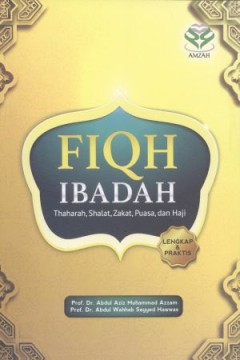 AMZAH
FIQH
IBADAH
Thaharah, Shalat, Zakat, Puasa, dan Haji
LENGKAP
&
PRAKTIS
Prof. Dr. Abdul Aziz Muhammad Azzam
Prof. Dr. Abdul Wahhab Sayyed Hawwas